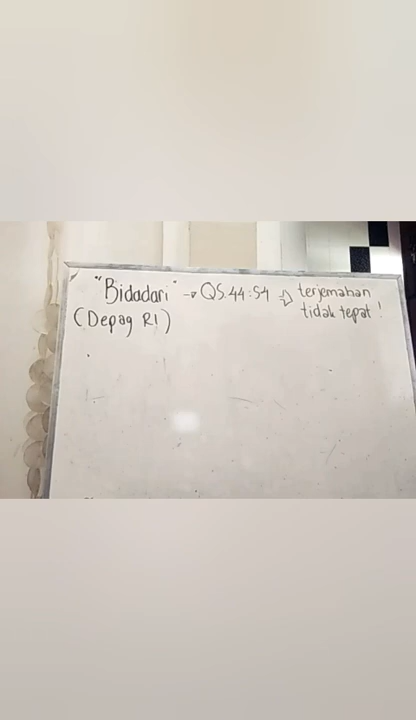 "Bidadari" → QS.44:54 ⇨ terjemahan
(Depag RI) tidak tepat!